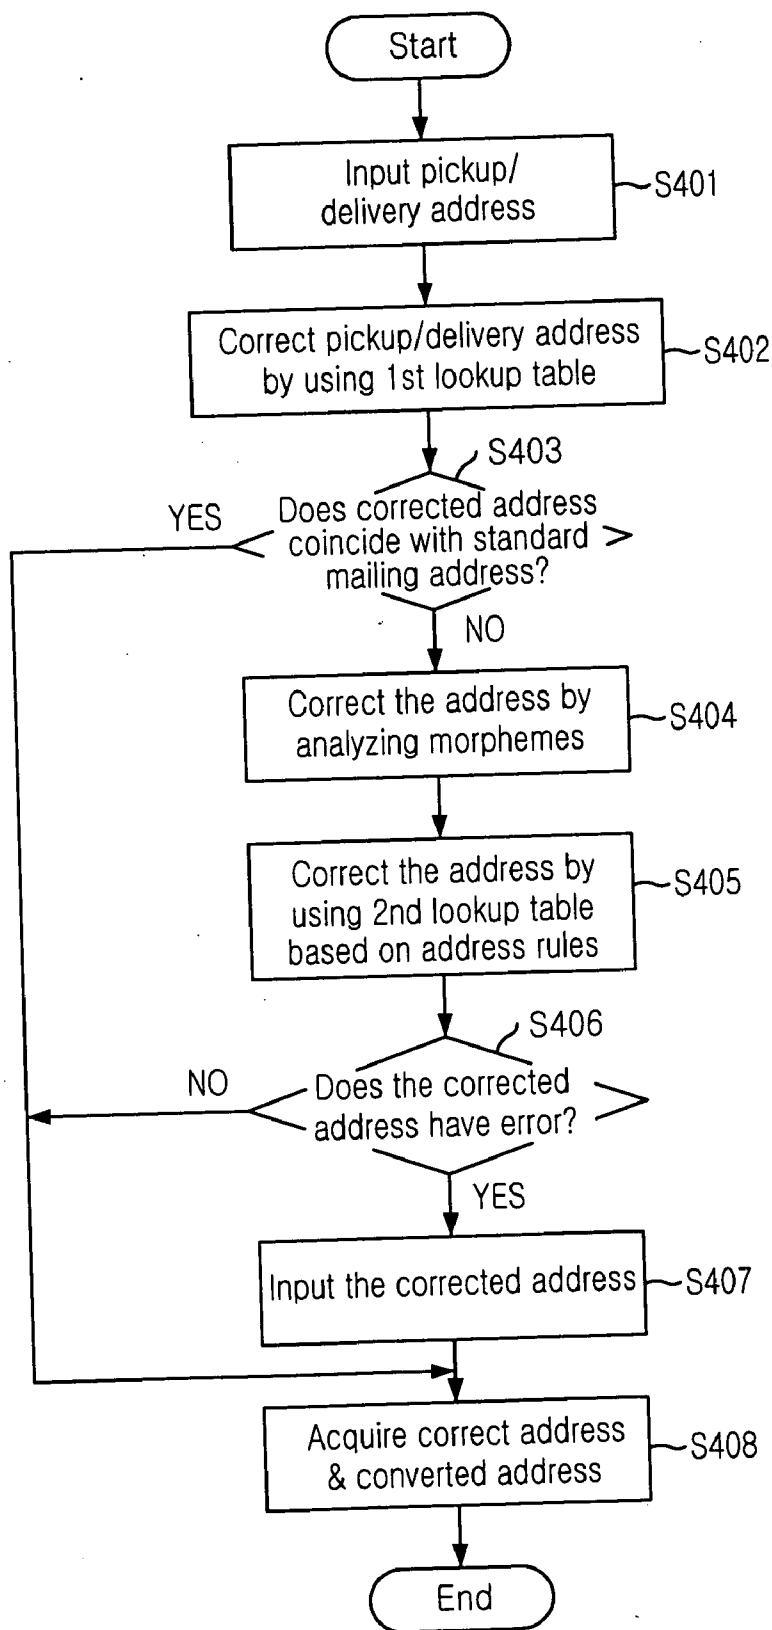 Start
Input pickup/
delivery address
S401
Correct pickup/delivery address
by using 1st lookup table
S402
S403
YES
Does corrected address
coincide with standard
mailing address?
NO
Correct the address by
analyzing morphemes
S404
Correct the address by
using 2nd lookup table
based on address rules
S405
S406
NO
Does the corrected
address have error?
YES
Input the corrected address
S407
Acquire correct address
& converted address
S408
End